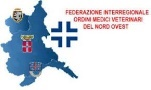 FEDERAZIONE INTERREGIONALE
ORDINI MEDICI VETERINARI
DEL NORD OVEST